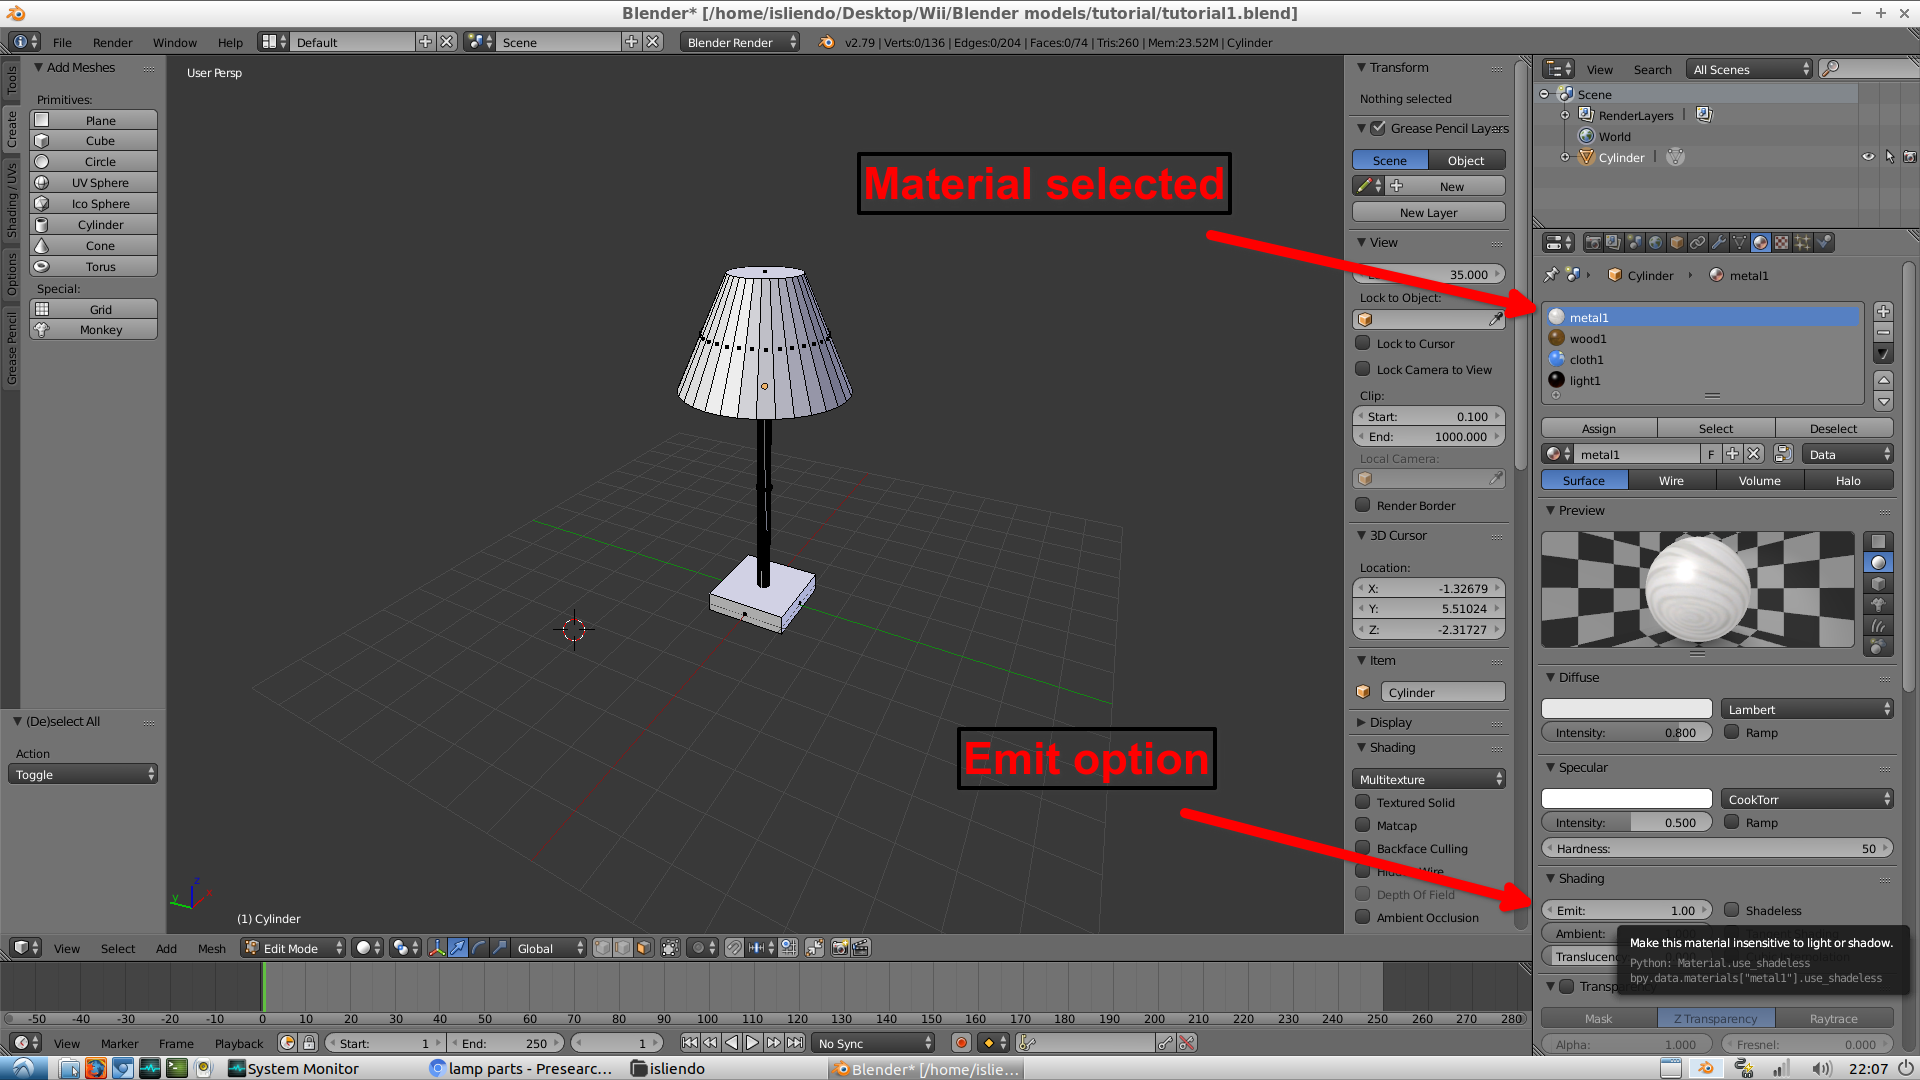 Blender* [/home/isliendo/Desktop/Wii/Blender models/tutorial/tutorial1.blend]
File Render Window Help Default Scene Blender Render v2.79 | Verts:0/136 | Edges:0/204 | Faces:0/74 | Tris:260 | Mem:23.52M | Cylinder
Tools
Create
Shading / UVs
Options
Grease Pencil
Add Meshes
Primitives:
Plane
Cube
Circle
UV Sphere
Ico Sphere
Cylinder
Cone
Torus
Special:
Grid
Monkey
(De)select All
Action
Toggle
User Persp
Material selected
Emit option
z
y
x
(1) Cylinder
Transform
Nothing selected
Grease Pencil Layers
Scene Object
New
New Layer
View
35.000
Lock to Object:
Lock to Cursor
Lock Camera to View
Clip:
Start: 0.100
End: 1000.000
Local Camera:
Render Border
3D Cursor
Location:
X: -1.32679
Y: 5.51024
Z: -2.31727
Item
Cylinder
Display
Shading
Multitexture
Textured Solid
Matcap
Backface Culling
Depth Of Field
Ambient Occlusion
View Search All Scenes
Scene
RenderLayers
World
Cylinder
Cylinder metal1
metal1
wood1
cloth1
light1
Assign Select Deselect
metal1 F Data
Surface Wire Volume Halo
Preview
Diffuse
Lambert
Intensity: 0.800 Ramp
Specular
CookTorr
Intensity: 0.500 Ramp
Hardness: 50
Shading
Emit: 1.00 Shadeless
Ambient:
Translucency
Make this material insensitive to light or shadow.
Python: Material.use_shadeless
bpy.data.materials["metal1"].use_shadeless
Mask Z Transparency Raytrace
Alpha: 1.000 Fresnel: 0.000
View Select Add Mesh Edit Mode Global
-50 -40 -30 -20 -10 0 10 20 30 40 50 60 70 80 90 100 110 120 130 140 150 160 170 180 190 200 210 220 230 240 250 260 270 280
View Marker Frame Playback Start: 1 End: 250 1 No Sync
System Monitor lamp parts - Presearc... isliendo Blender* [/home/islie... 22:07